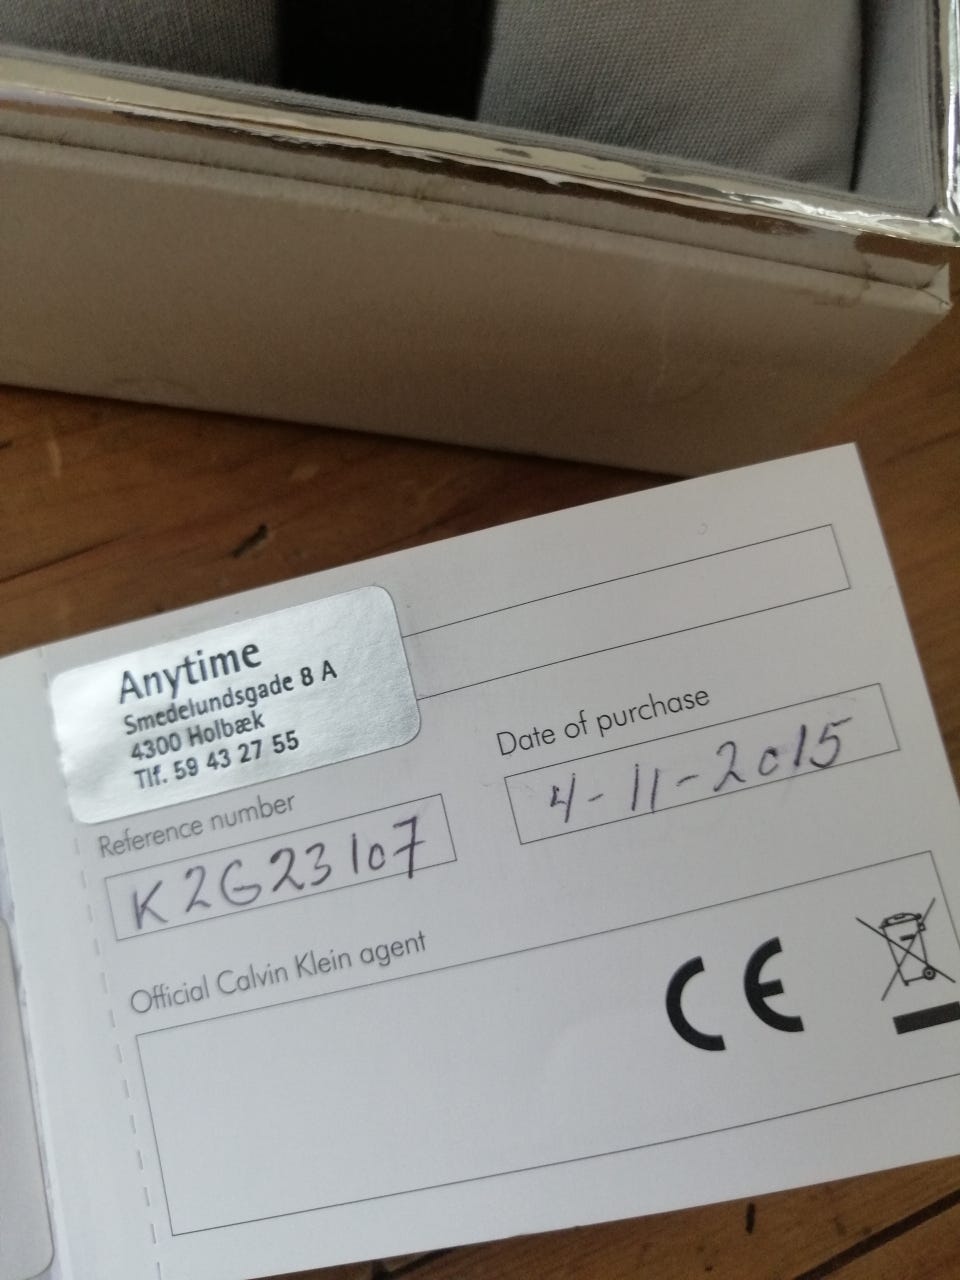 Anytime
Smedelundsgade 8 A
4300 Holbæk
Tlf. 59 43 27 55
Date of purchase
4-11-2015
Reference number
K2G23107
Official Calvin Klein agent
CE